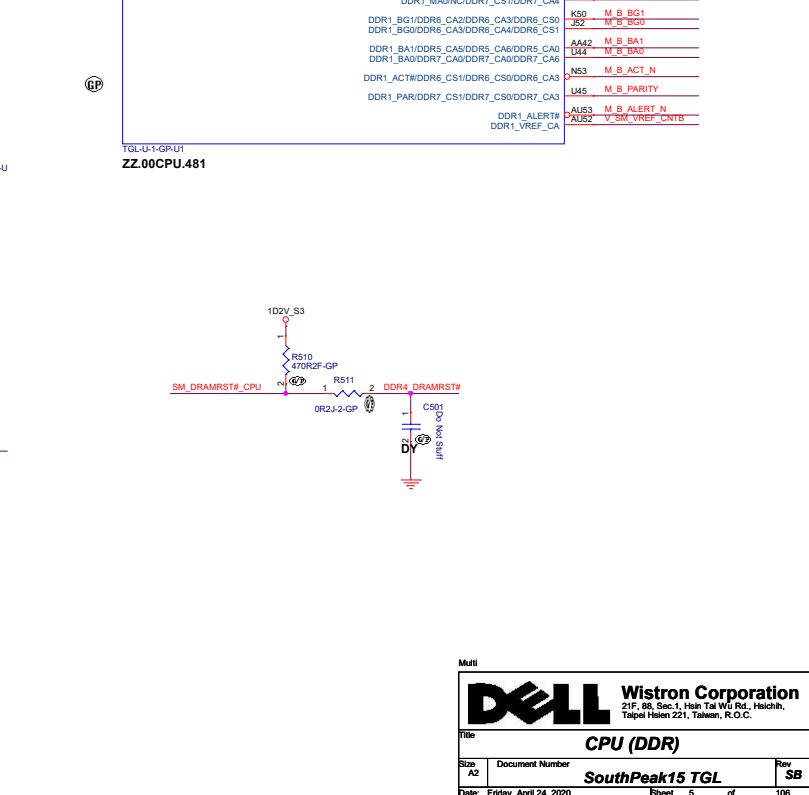 DDR1_MA0/NC/DDR7_CS1/DDR7_CA4
DDR1_BG1/DDR6_CA2/DDR6_CA3/DDR6_CS0 K50 M_B_BG1
DDR1_BG0/DDR6_CA3/DDR6_CA4/DDR6_CS1 J52 M_B_BG0
DDR1_BA1/DDR5_CA5/DDR5_CA6/DDR5_CA0 AA42 M_B_BA1
DDR1_BA0/DDR7_CA0/DDR7_CA0/DDR7_CA6 U44 M_B_BA0
DDR1_ACT#/DDR6_CS1/DDR6_CS0/DDR6_CA3 N53 M_B_ACT_N
GP
DDR1_PAR/DDR7_CS1/DDR7_CS0/DDR7_CA3 U45 M_B_PARITY
DDR1_ALERT# AU53 M_B_ALERT_N
DDR1_VREF_CA AU52 V_SM_VREF_CNTB
TGL-U-1-GP-U1
ZZ.00CPU.481
-U
1D2V_S3
1
R510
470R2F-GP
2
SM_DRAMRST#_CPU 1 R511 2 DDR4_DRAMRST#
0R2J-2-GP
1 C501
Do Not Stuff
2
DY
Multi
DELL
Wistron Corporation
21F, 88, Sec.1, Hsin Tai Wu Rd., Hsichih,
Taipei Hsien 221, Taiwan, R.O.C.
Title
CPU (DDR)
Size Document Number Rev
A2 SouthPeak15 TGL SB
Date: Friday, April 24, 2020 Sheet 5 of 106